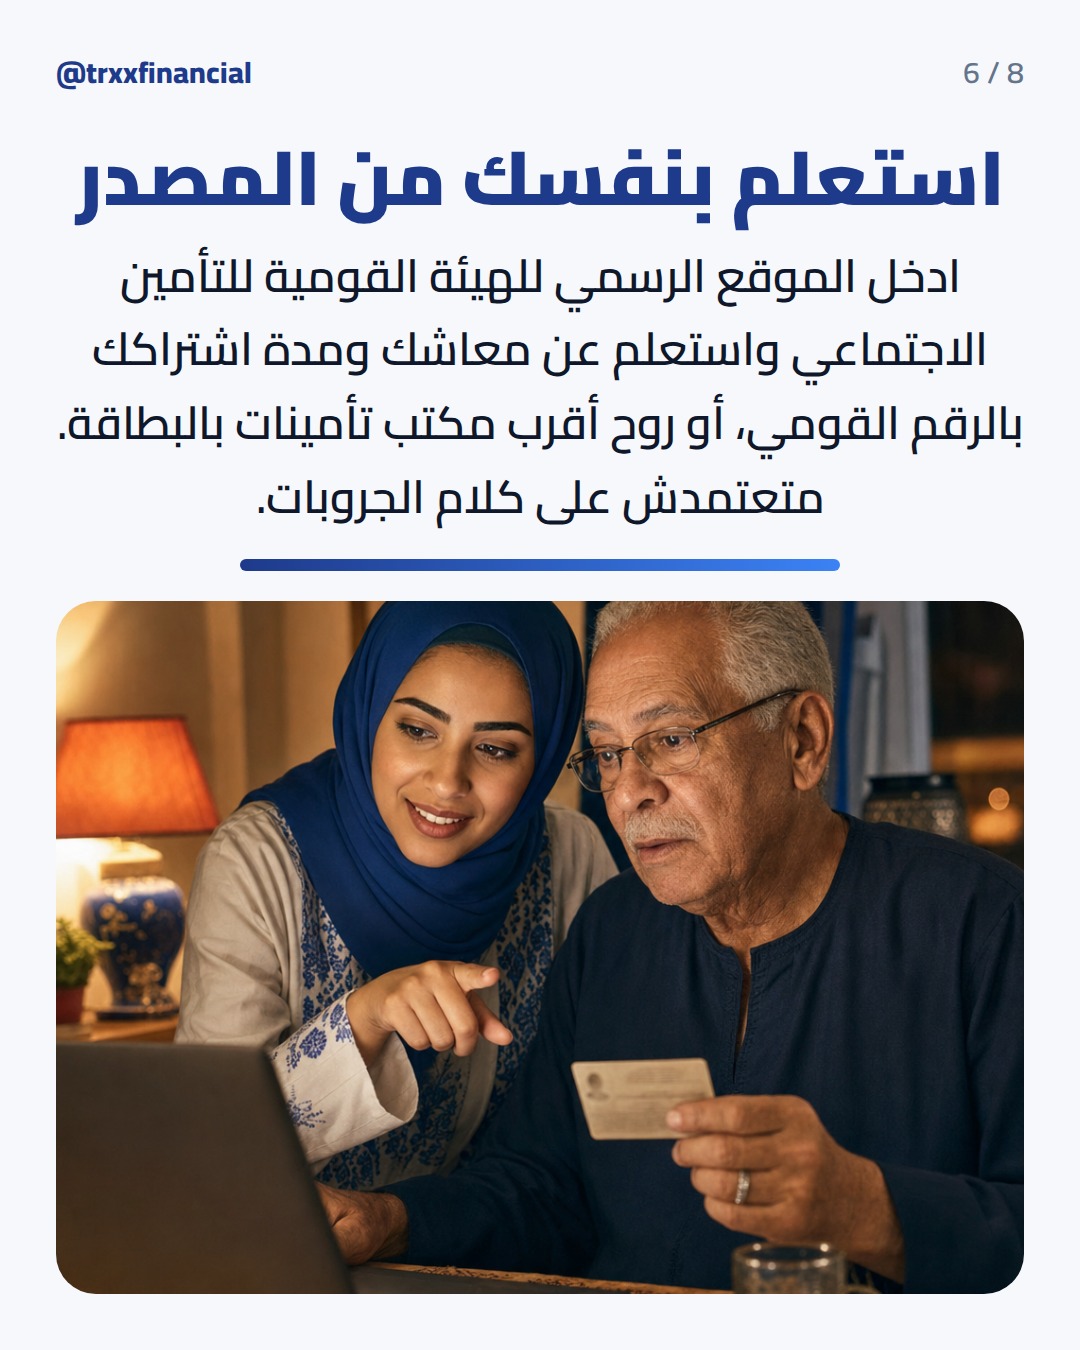 @trxxfinancial
6 / 8
استعلم بنفسك من المصدر
ادخل الموقع الرسمي للهيئة القومية للتأمين
الاجتماعي واستعلم عن معاشك ومدة اشتراكك
بالرقم القومي، أو روح أقرب مكتب تأمينات بالبطاقة.
متعتمدش على كلام الجروبات.